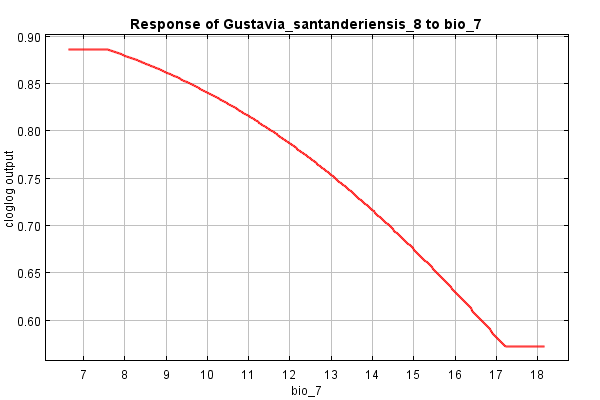 Response of Gustavia_santanderiensis_8 to bio_7
0.90
0.85
0.80
0.75
0.70
0.65
0.60
cloglog output
7 8 9 10 11 12 13 14 15 16 17 18
bio_7